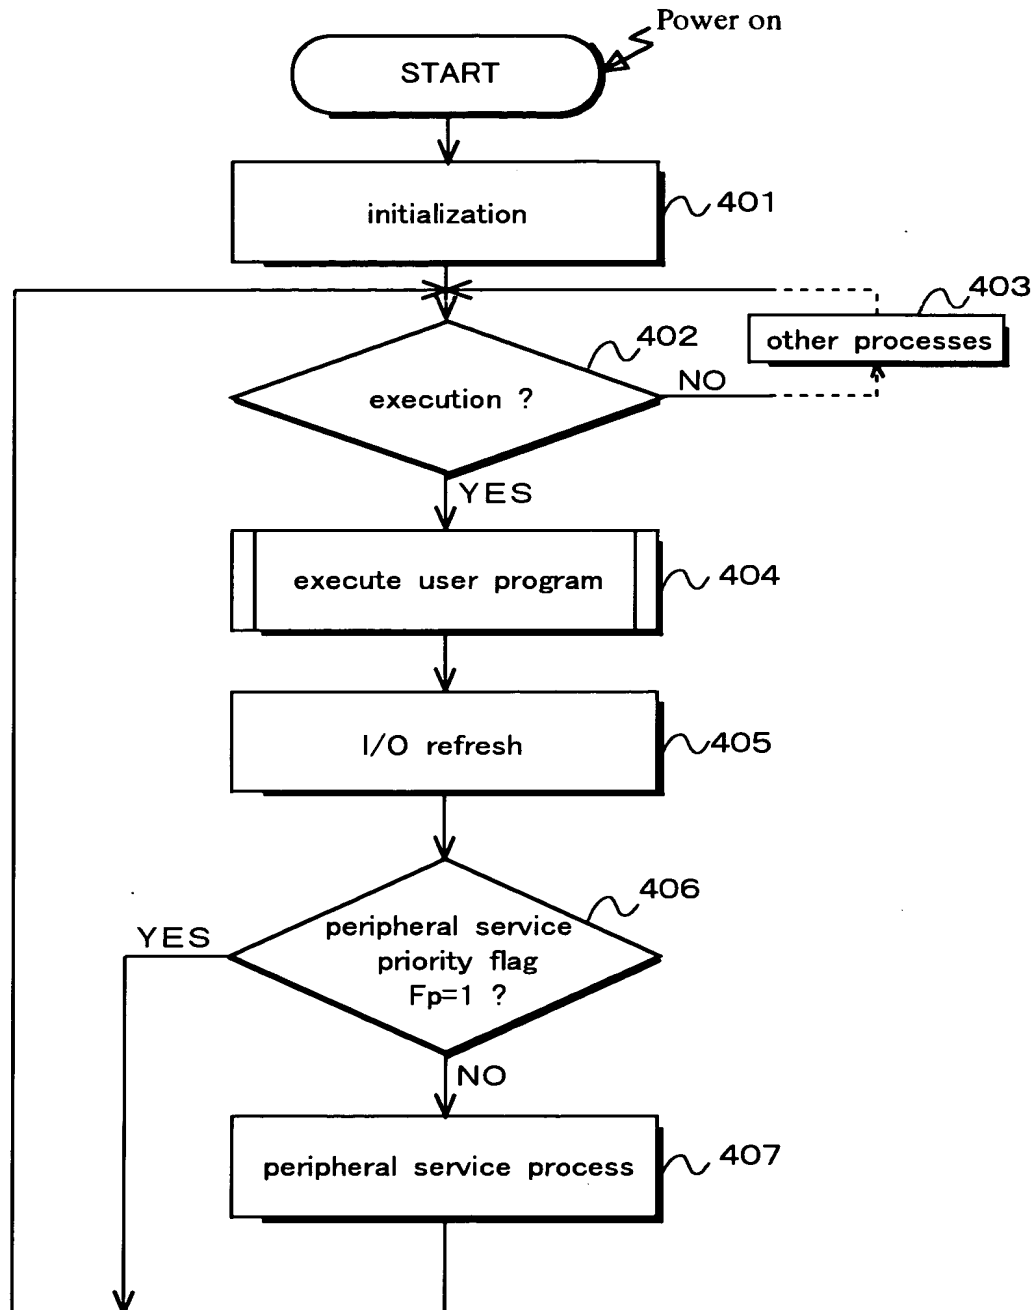 Power on
START
initialization
401
403
other processes
402
execution ?
NO
YES
execute user program
404
I/O refresh
405
406
peripheral service
priority flag
Fp=1 ?
YES
NO
peripheral service process
407